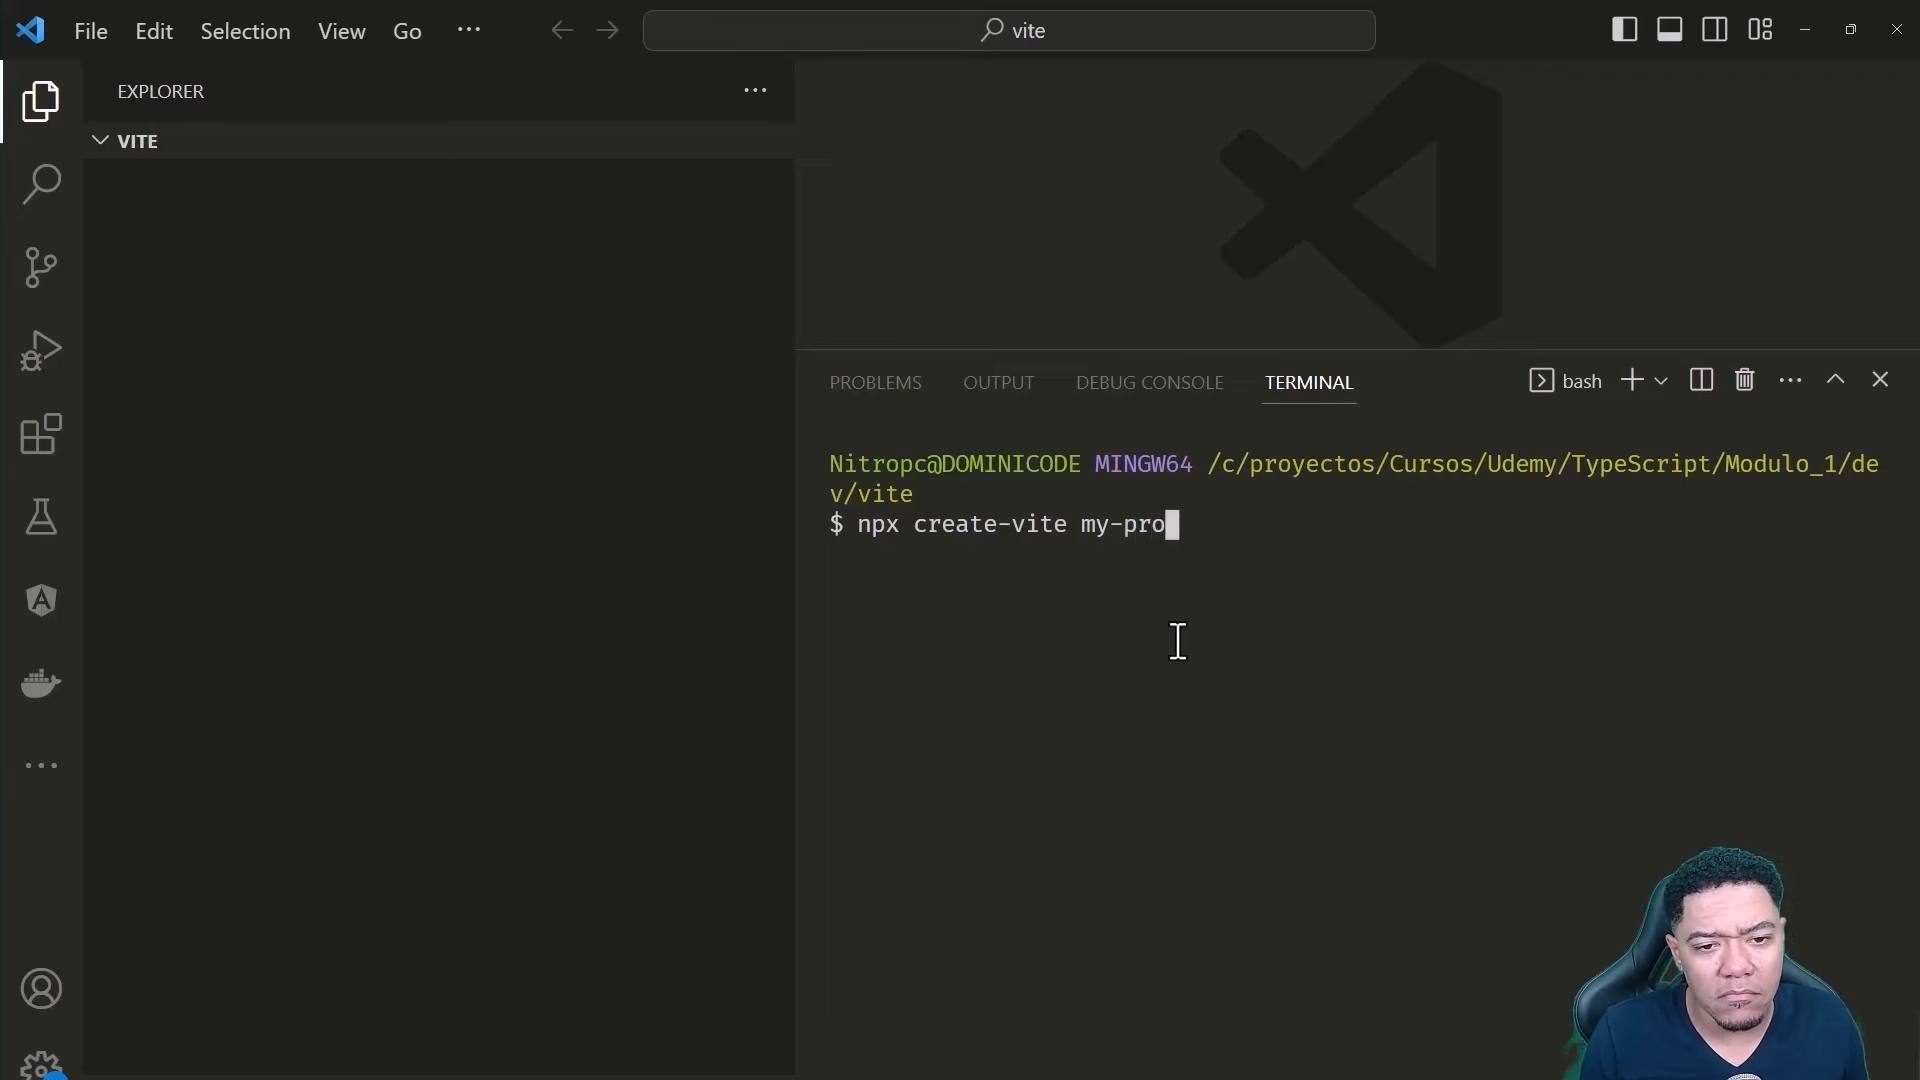 File Edit Selection View Go ···
vite
EXPLORER ···
VITE
PROBLEMS OUTPUT DEBUG CONSOLE TERMINAL
bash
Nitropc@DOMINICODE MINGW64 /c/proyectos/Cursos/Udemy/TypeScript/Modulo_1/de
v/vite
$ npx create-vite my-pro